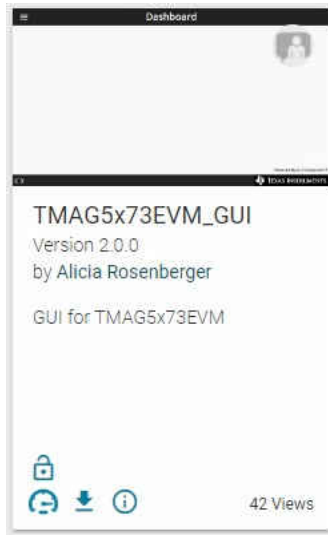 Dashboard
TEXAS INSTRUMENTS
TMAG5x73EVM_GUI
Version 2.0.0
by Alicia Rosenberger
GUI for TMAG5x73EVM
42 Views